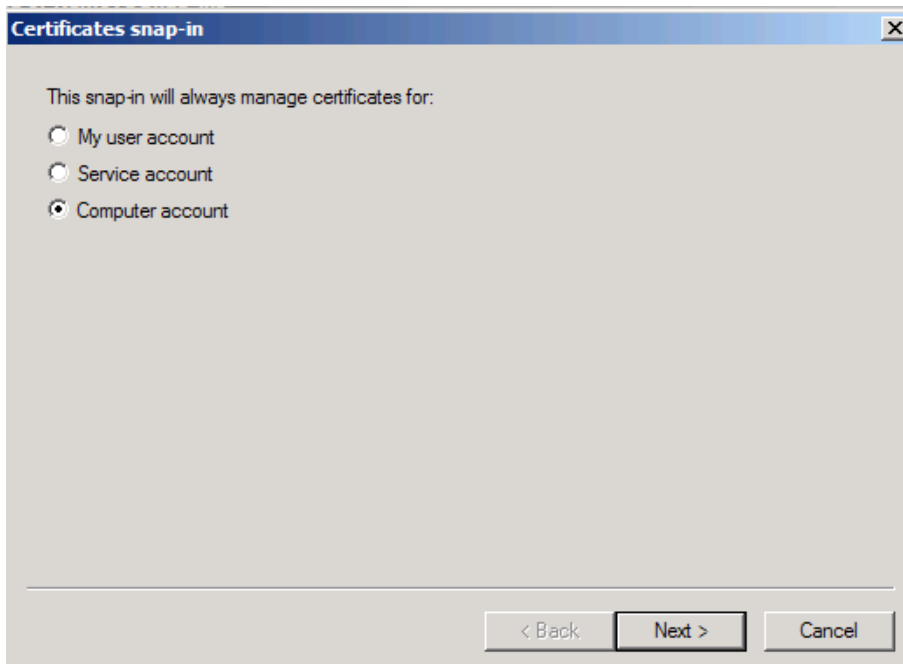 Certificates snap-in
This snap-in will always manage certificates for:
My user account
Service account
Computer account
< Back Next > Cancel